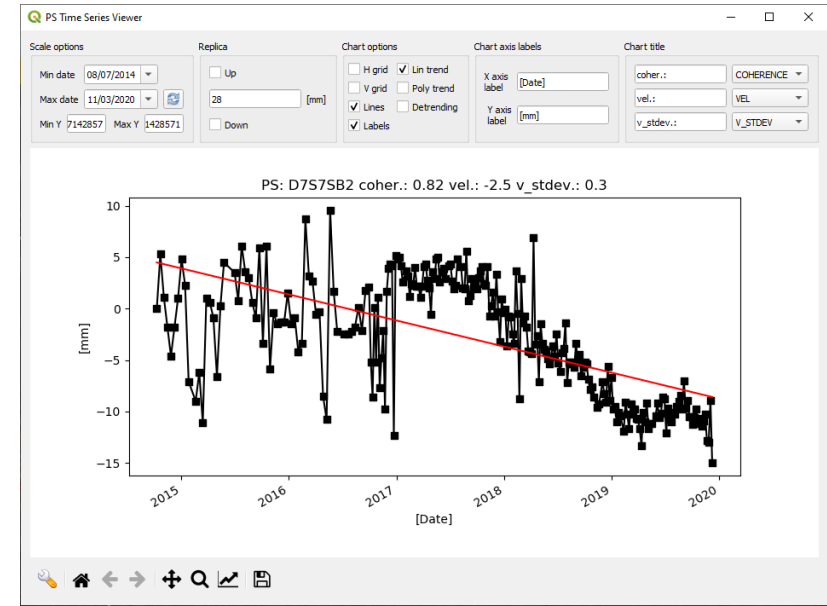 PS Time Series Viewer
Scale options Replica Chart options Chart axis labels Chart title
Min date 08/07/2014
Max date 11/03/2020
Min Y 7142857 Max Y 1428571
Up
28 [mm]
Down
H grid Lin trend
V grid Poly trend
Lines Detrending
Labels
X axis label [Date]
Y axis label [mm]
coher.: COHERENCE
vel.: VEL
v_stdev.: V_STDEV
PS: D7S7SB2 coher.: 0.82 vel.: -2.5 v_stdev.: 0.3
10
5
0
−5
−10
−15
[mm]
2015 2016 2017 2018 2019 2020
[Date]